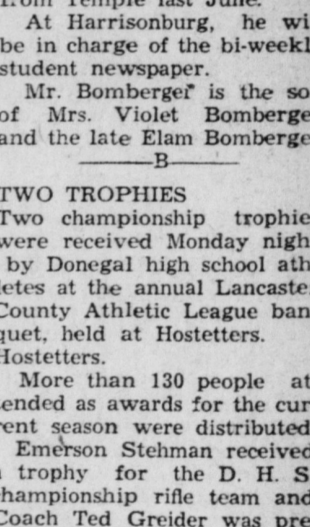 from Temple last June.
At Harrisonburg, he wi
be in charge of the bi-weekl
student newspaper.
Mr. Bomberger is the so
of Mrs. Violet Bomberge
and the late Elam Bomberge
B
TWO TROPHIES
Two championship trophie
were received Monday nigh
by Donegal high school ath
letes at the annual Lancaste
County Athletic League ban
quet, held at Hostetters.
Hostetters.
More than 130 people at
tended as awards for the cur
rent season were distributed
Emerson Stehman received
a trophy for the D. H. S
championship rifle team and
Coach Ted Greider was pre